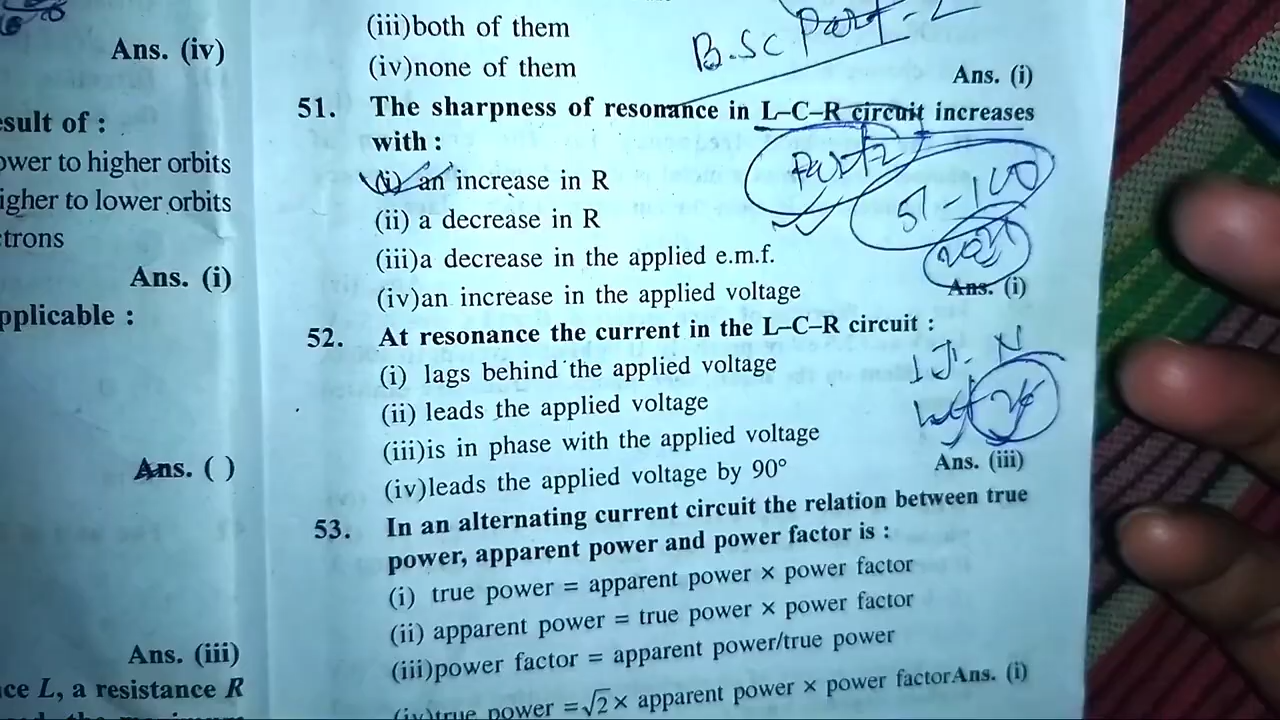 Ans. (iv)
esult of :
ower to higher orbits
igher to lower orbits
trons
Ans. (i)
pplicable :
Ans. ( )
Ans. (iii)
ce L, a resistance R
(iii)both of them
(iv)none of them
B.Sc Part-2
Ans. (i)
51. The sharpness of resonance in L–C–R circuit increases
with :
(i) an increase in R
(ii) a decrease in R
(iii)a decrease in the applied e.m.f.
(iv)an increase in the applied voltage
Part-2
51 - 100
Ans. (i)
52. At resonance the current in the L–C–R circuit :
(i) lags behind the applied voltage
(ii) leads the applied voltage
(iii)is in phase with the applied voltage
(iv)leads the applied voltage by 90°
Ans. (iii)
53. In an alternating current circuit the relation between true
power, apparent power and power factor is :
(i) true power = apparent power × power factor
(ii) apparent power = true power × power factor
(iii)power factor = apparent power/true power
(iv)true power =√2× apparent power × power factorAns. (i)